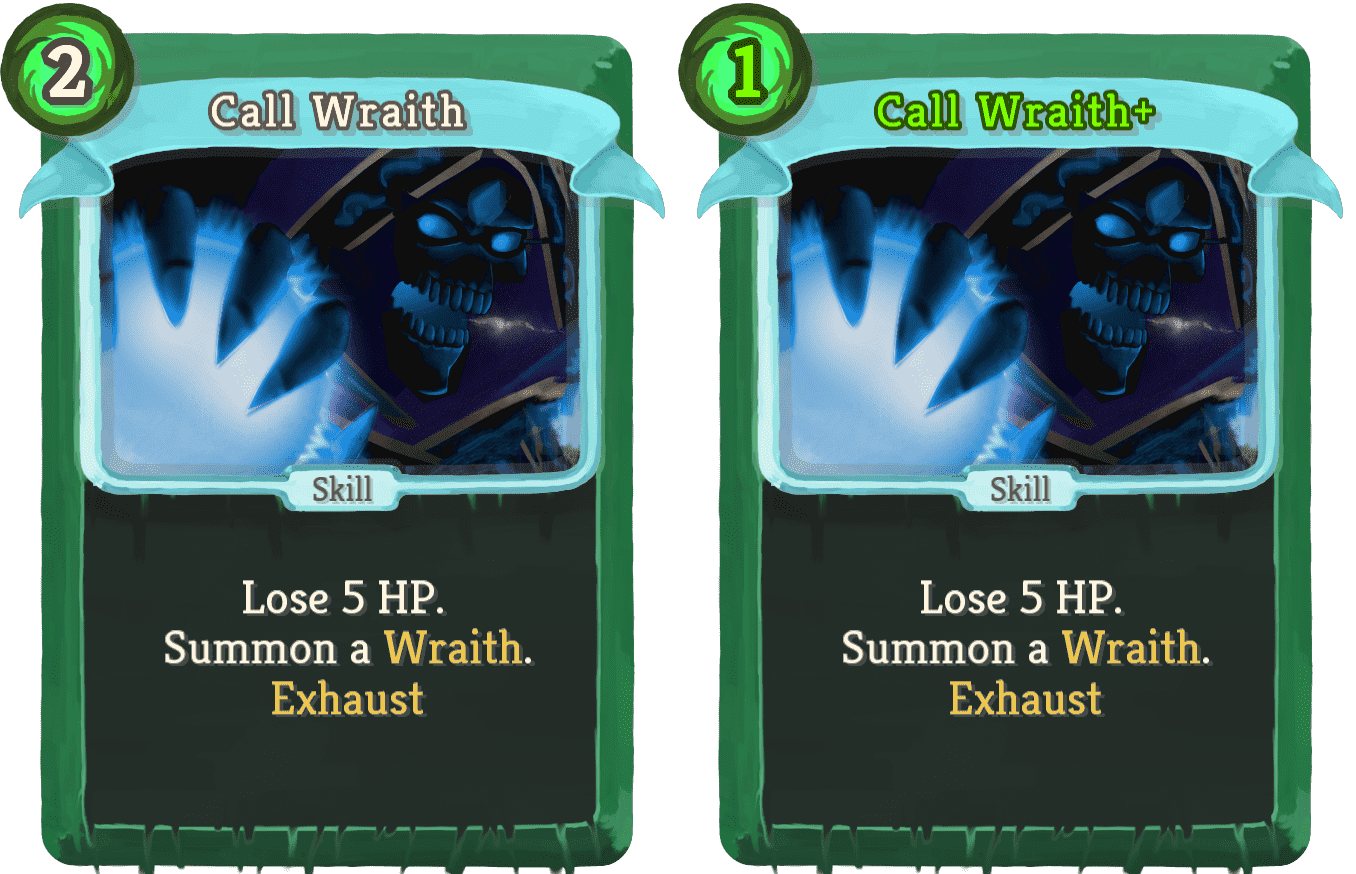 2
Call Wraith
Skill
Lose 5 HP.
Summon a Wraith.
Exhaust
1
Call Wraith+
Skill
Lose 5 HP.
Summon a Wraith.
Exhaust